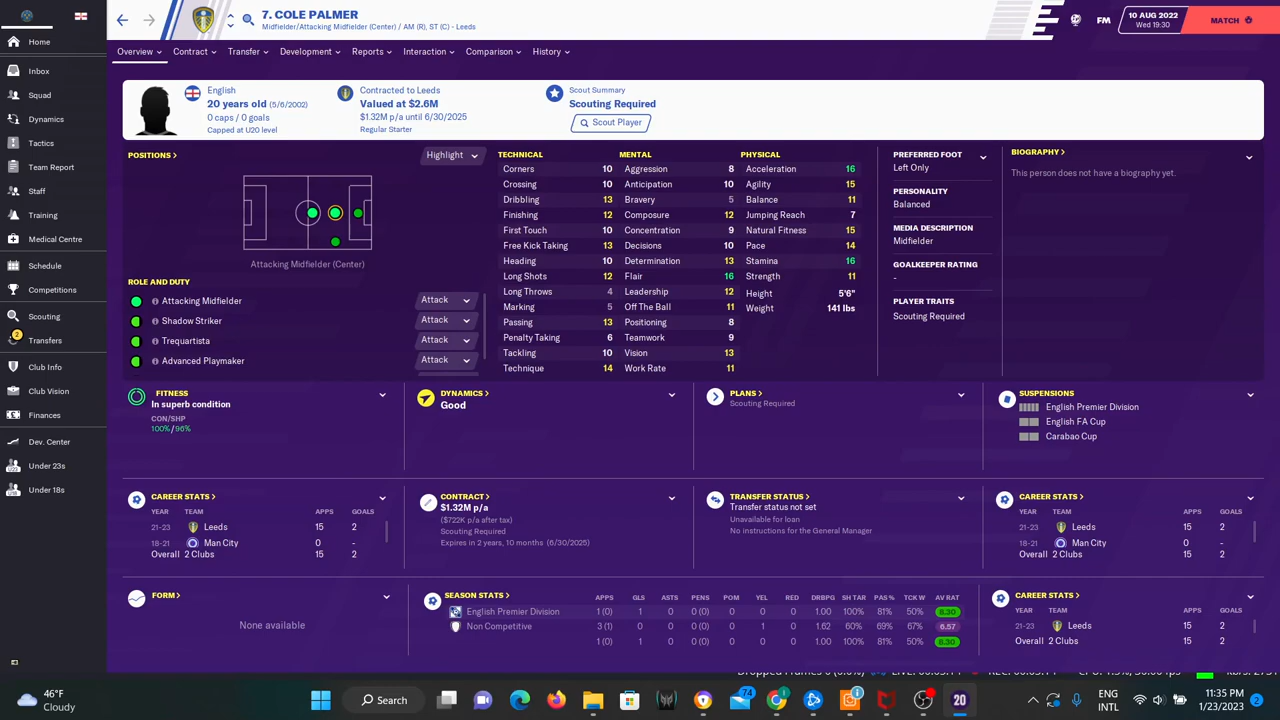 7. COLE PALMER
Midfielder/Attacking Midfielder (Center) / AM (R), ST (C) - Leeds
FM
10 AUG 2022
Wed 19:30
MATCH
Home
Inbox
Squad
Dynamics
Tactics
Team Report
Staff
Training
Medical Centre
Schedule
Competitions
Scouting
2
Transfers
Club Info
Club Vision
Finances
Dev. Center
Under 23s
Under 18s
Overview Contract Transfer Development Reports Interaction Comparison History
English
20 years old (5/6/2002)
0 caps / 0 goals
Capped at U20 level
Contracted to Leeds
Valued at $2.6M
$1.32M p/a until 6/30/2025
Regular Starter
Scout Summary
Scouting Required
Scout Player
POSITIONS
Highlight
Attacking Midfielder (Center)
ROLE AND DUTY
Attacking Midfielder Attack
Shadow Striker Attack
Trequartista Attack
Advanced Playmaker Attack
TECHNICAL
Corners 10
Crossing 10
Dribbling 13
Finishing 12
First Touch 10
Free Kick Taking 13
Heading 10
Long Shots 12
Long Throws 4
Marking 5
Passing 13
Penalty Taking 6
Tackling 10
Technique 14
MENTAL
Aggression 8
Anticipation 10
Bravery 5
Composure 12
Concentration 9
Decisions 10
Determination 13
Flair 16
Leadership 12
Off The Ball 11
Positioning 8
Teamwork 9
Vision 13
Work Rate 11
PHYSICAL
Acceleration 16
Agility 15
Balance 11
Jumping Reach 7
Natural Fitness 15
Pace 14
Stamina 16
Strength 11
Height 5'6"
Weight 141 lbs
PREFERRED FOOT
Left Only
PERSONALITY
Balanced
MEDIA DESCRIPTION
Midfielder
GOALKEEPER RATING
-
PLAYER TRAITS
Scouting Required
BIOGRAPHY
This person does not have a biography yet.
FITNESS
In superb condition
CON/SHP
100%/96%
DYNAMICS
Good
PLANS
Scouting Required
SUSPENSIONS
English Premier Division
English FA Cup
Carabao Cup
CAREER STATS
YEAR TEAM APPS GOALS
21-23 Leeds 15 2
18-21 Man City 0 -
Overall 2 Clubs 15 2
CONTRACT
$1.32M p/a
($722K p/a after tax)
Scouting Required
Expires in 2 years, 10 months (6/30/2025)
TRANSFER STATUS
Transfer status not set
Unavailable for loan
No instructions for the General Manager
CAREER STATS
YEAR TEAM APPS GOALS
21-23 Leeds 15 2
18-21 Man City 0 -
Overall 2 Clubs 15 2
FORM
None available
SEASON STATS APPS GLS ASTS PENS POM YEL RED DRBPG SH TAR PAS % TCK W AV RAT
English Premier Division 1 (0) 1 0 0 (0) 0 0 0 1.00 100% 81% 50% 8.30
Non Competitive 3 (1) 0 0 0 (0) 0 1 0 1.62 60% 69% 67% 6.57
1 (0) 1 0 0 (0) 0 0 0 1.00 100% 81% 50% 8.30
CAREER STATS
YEAR TEAM APPS GOALS
21-23 Leeds 15 2
Overall 2 Clubs 15 2
46°F
Cloudy
Search
74
1
20
ENG
INTL
11:35 PM
1/23/2023
2